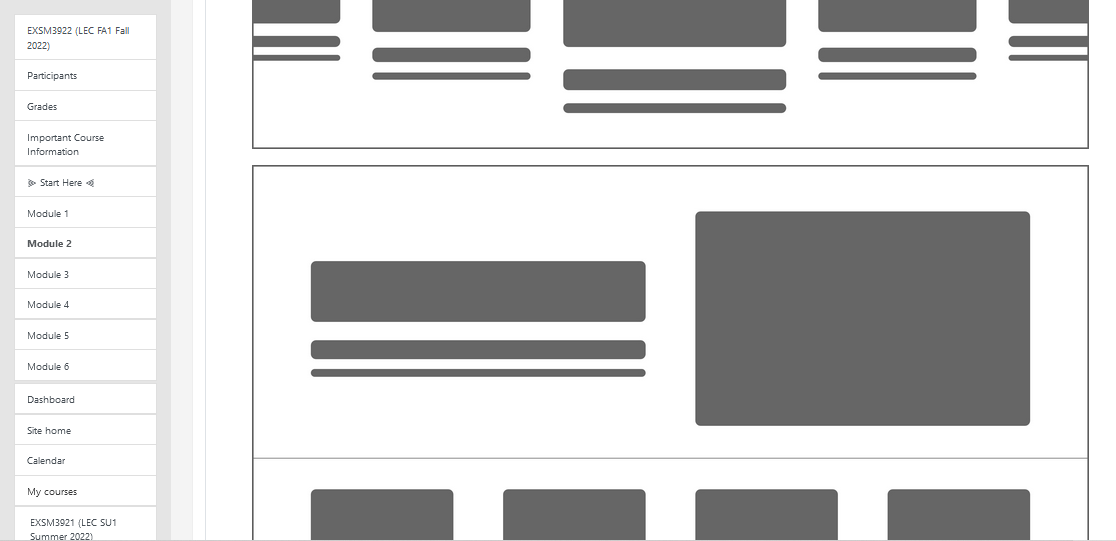 EXSM3922 (LEC FA1 Fall
2022)
Participants
Grades
Important Course
Information
⫸ Start Here ⫷
Module 1
Module 2
Module 3
Module 4
Module 5
Module 6
Dashboard
Site home
Calendar
My courses
EXSM3921 (LEC SU1
Summer 2022)